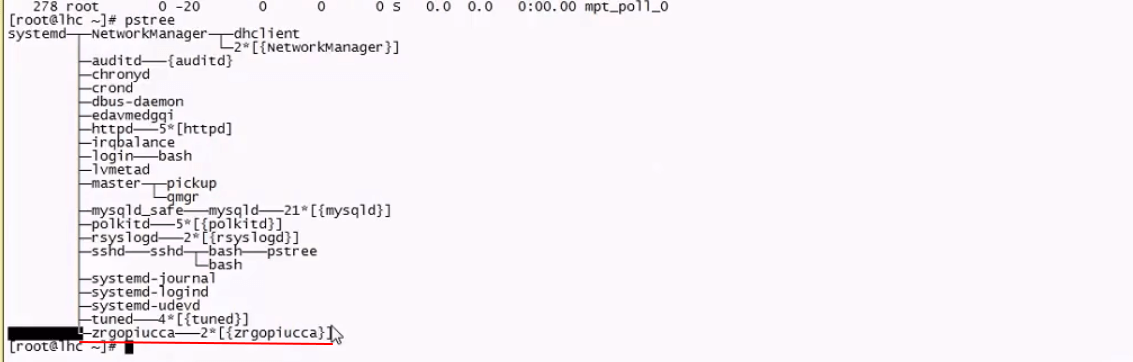 278 root 0 -20 0 0 0 S 0.0 0.0 0:00.00 mpt_poll_0
[root@lhc ~]# pstree
systemd─┬─NetworkManager─┬─dhclient
└─2*[{NetworkManager}]
├─auditd───{auditd}
├─chronyd
├─crond
├─dbus-daemon
├─edavmedgqi
├─httpd───5*[httpd]
├─irqbalance
├─login───bash
├─lvmetad
├─master─┬─pickup
└─qmgr
├─mysqld_safe───mysqld───21*[{mysqld}]
├─polkitd───5*[{polkitd}]
├─rsyslogd───2*[{rsyslogd}]
├─sshd───sshd─┬─bash───pstree
└─bash
├─systemd-journal
├─systemd-logind
├─systemd-udevd
├─tuned───4*[{tuned}]
└─zrgopiucca───2*[{zrgopiucca}]
[root@lhc ~]#